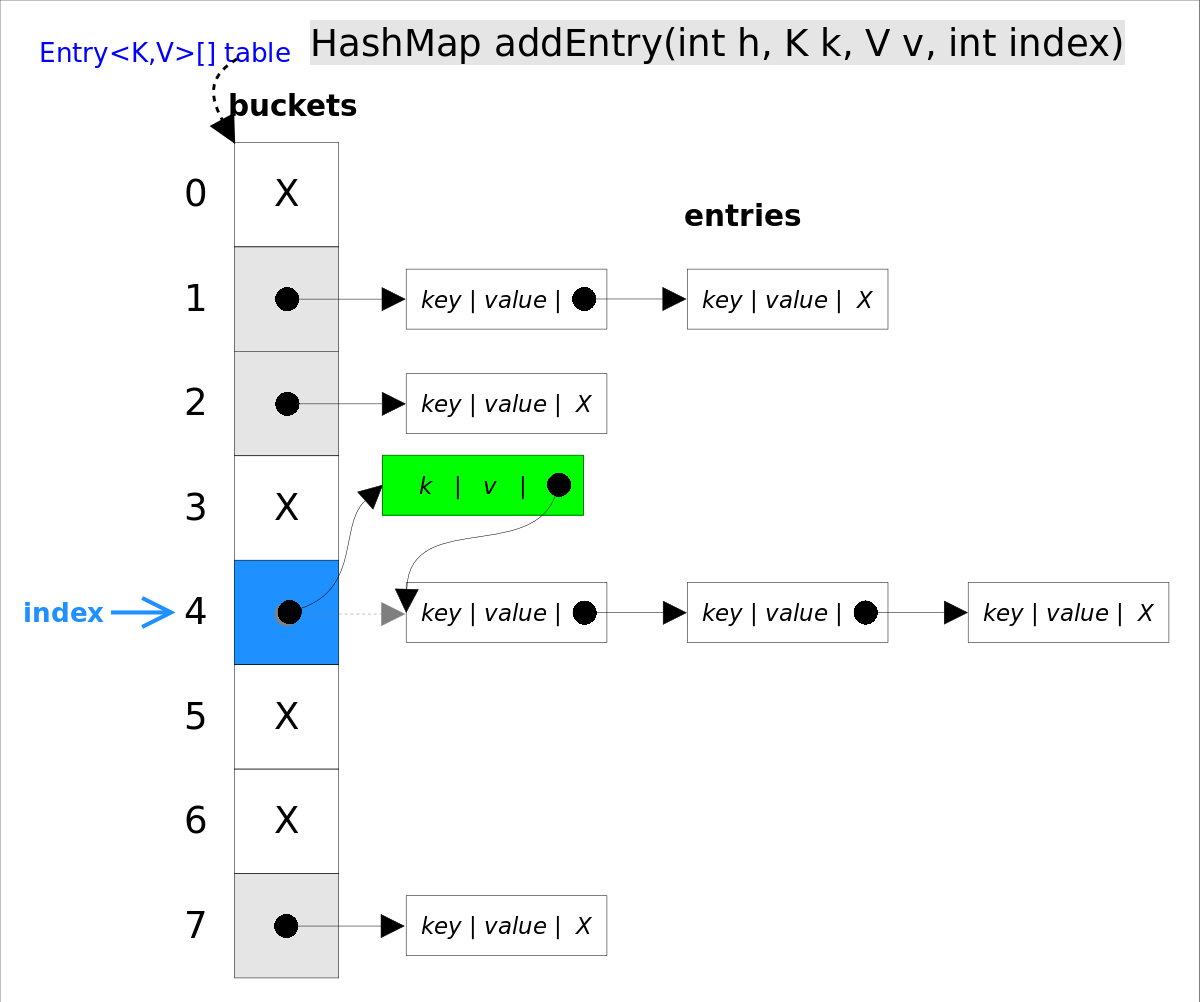 Entry<K,V>[] table
HashMap addEntry(int h, K k, V v, int index)
buckets
0 X
entries
1 key | value | key | value | X
2 key | value | X
k | v |
3 X
index 4 key | value | key | value | key | value | X
5 X
6 X
7 key | value | X